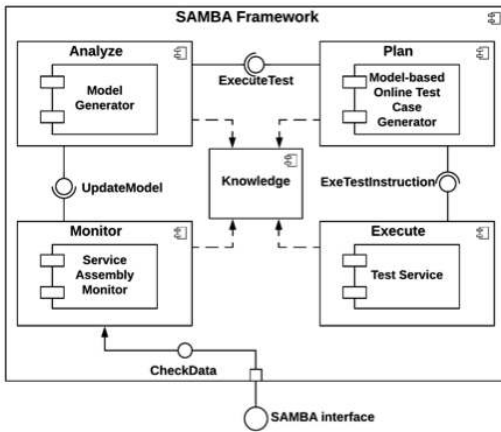 SAMBA Framework
Analyze
Model
Generator
ExecuteTest
Plan
Model-based
Online Test
Case
Generator
Knowledge
UpdateModel
ExeTestInstruction
Monitor
Service
Assembly
Monitor
Execute
Test Service
CheckData
SAMBA interface